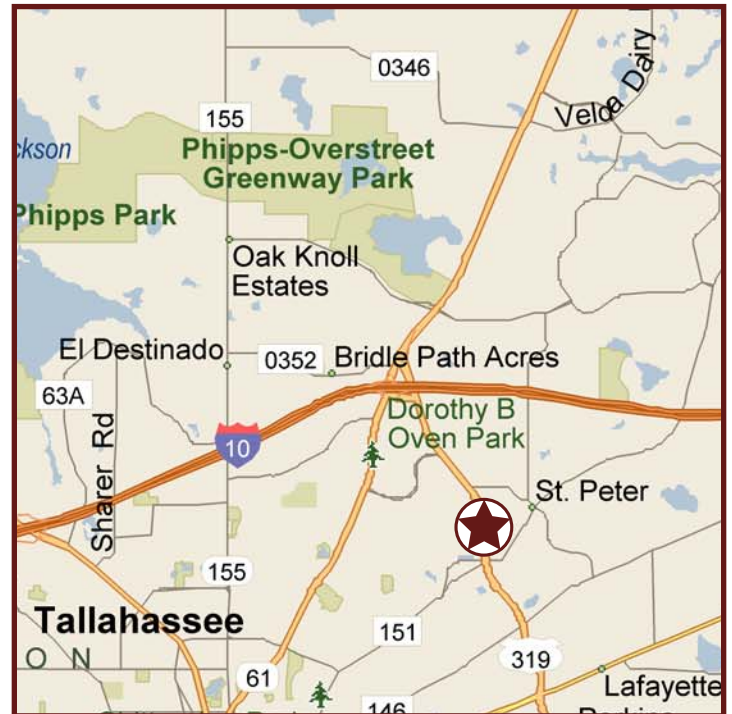 0346
Velda Dairy
155
ckson
Phipps-Overstreet
Greenway Park
Phipps Park
Oak Knoll
Estates
El Destinado
0352
Bridle Path Acres
63A
Dorothy B
Oven Park
10
Sharer Rd
St. Peter
155
Tallahassee
O N
151
319
61
Lafayette
146